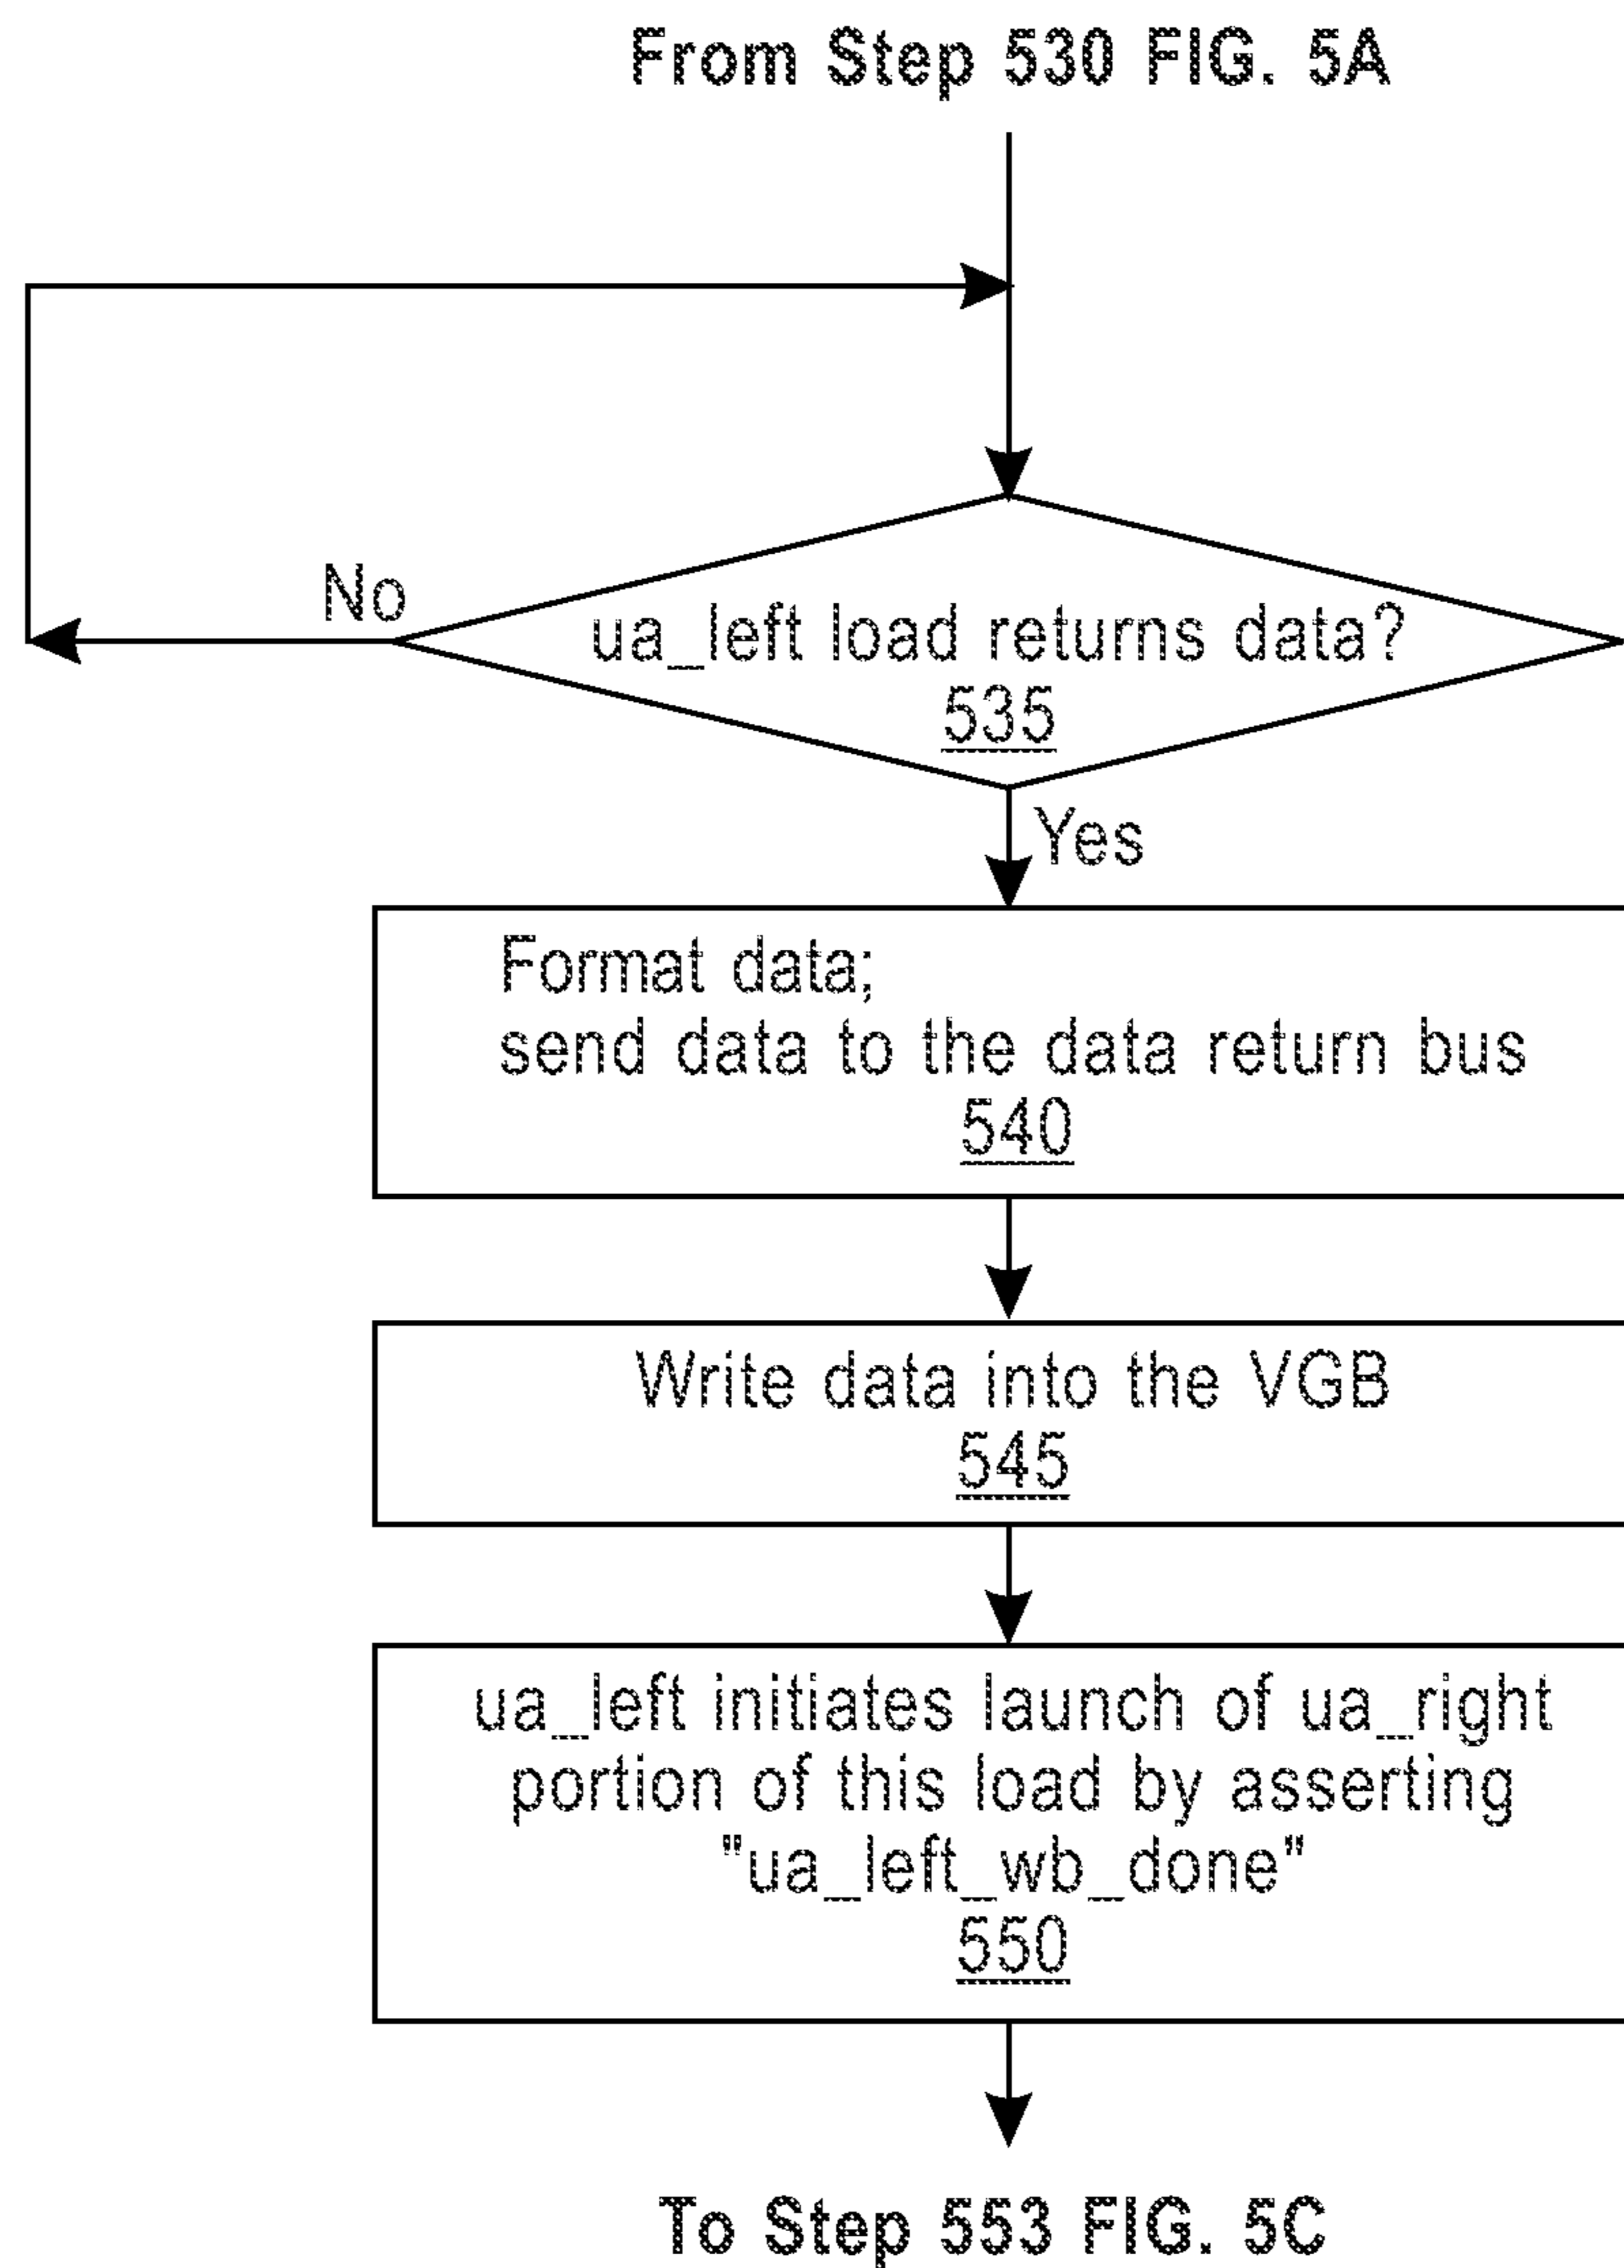 From Step 530 FIG. 5A
No
ua_left load returns data?
535
Yes
Format data;
send data to the data return bus
540
Write data into the VGB
545
ua_left initiates launch of ua_right
portion of this load by asserting
"ua_left_wb_done"
550
To Step 553 FIG. 5C